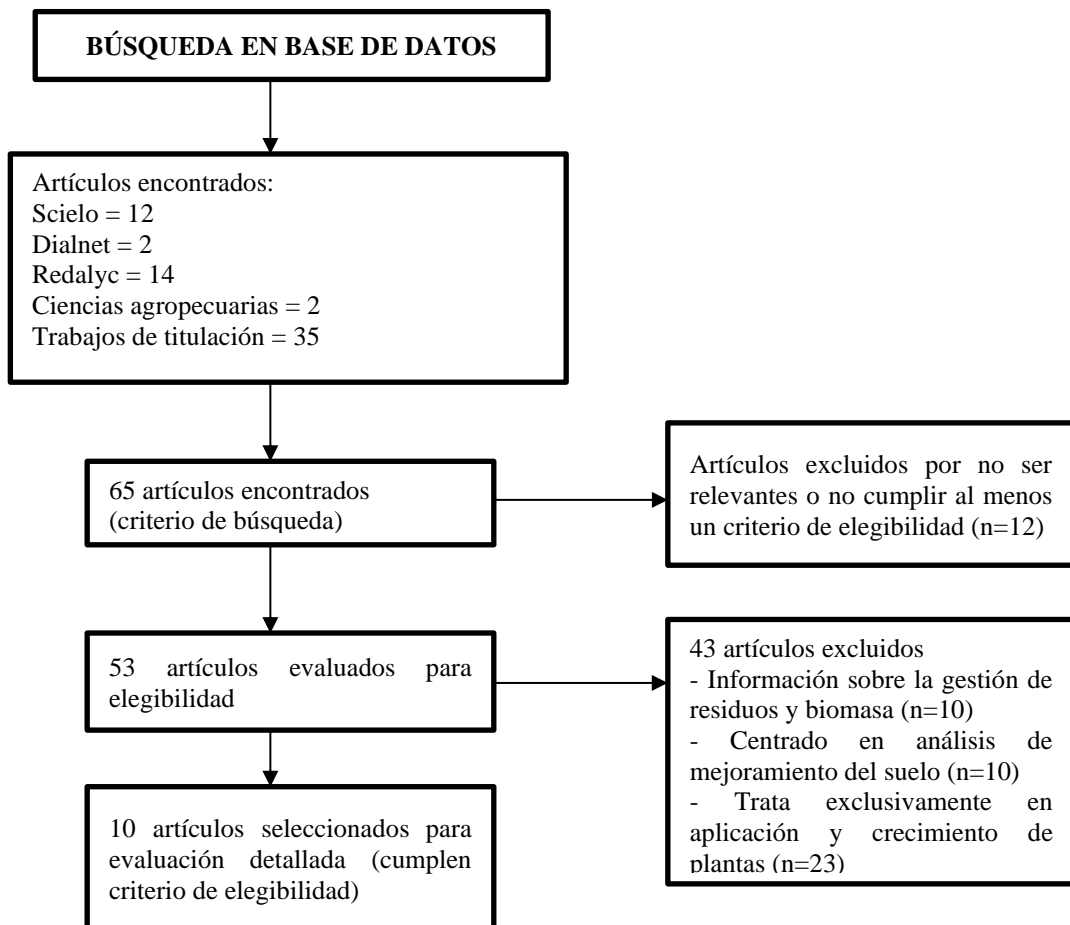 BÚSQUEDA EN BASE DE DATOS
Artículos encontrados:
Scielo = 12
Dialnet = 2
Redalyc = 14
Ciencias agropecuarias = 2
Trabajos de titulación = 35
65 artículos encontrados
(criterio de búsqueda)
Artículos excluidos por no ser
relevantes o no cumplir al menos
un criterio de elegibilidad (n=12)
53 artículos evaluados para
elegibilidad
43 artículos excluidos
- Información sobre la gestión de
residuos y biomasa (n=10)
- Centrado en análisis de
mejoramiento del suelo (n=10)
- Trata exclusivamente en
aplicación y crecimiento de
plantas (n=23)
10 artículos seleccionados para
evaluación detallada (cumplen
criterio de elegibilidad)